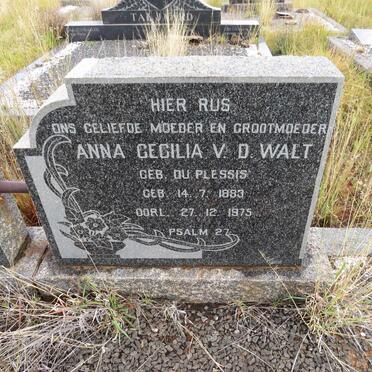 HIER RUS
ONS GELIEFDE MOEDER EN GROOTMOEDER
ANNA CECILIA V. D. WALT
GEB. DU PLESSIS
GEB. 14. 7. 1883
OORL. 27. 12. 1975
PSALM 27